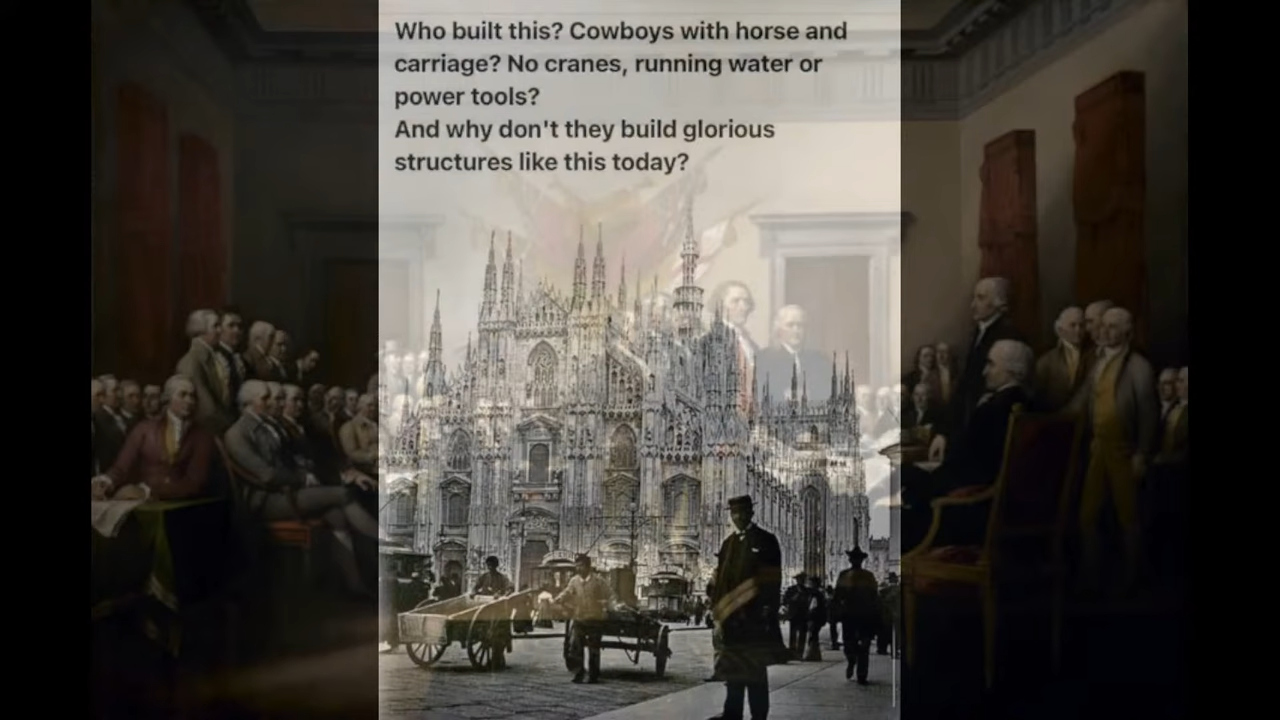 Who built this? Cowboys with horse and
carriage? No cranes, running water or
power tools?
And why don't they build glorious
structures like this today?